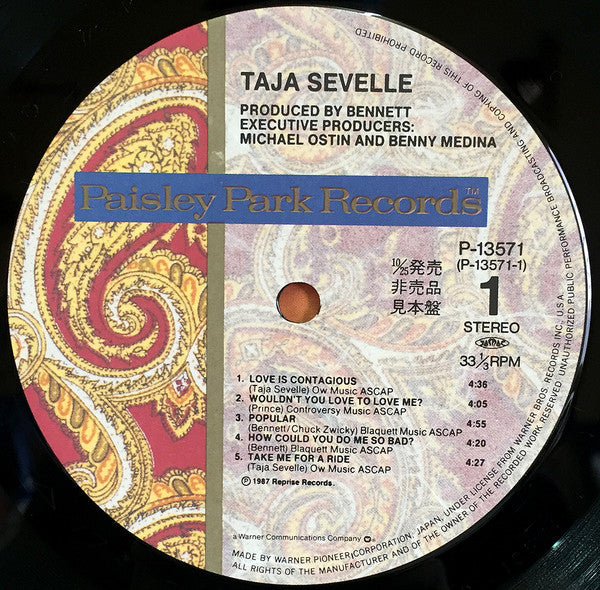 TAJA SEVELLE
PRODUCED BY BENNETT
EXECUTIVE PRODUCERS:
MICHAEL OSTIN AND BENNY MEDINA
Paisley Park Records™
P-13571
(P-13571-1)
10/25発売
非売品
見本盤
1
STEREO
JASRAC
33 1/3 RPM
1. LOVE IS CONTAGIOUS 4:36
(Taja Sevelle) Ow Music ASCAP
2. WOULDN'T YOU LOVE TO LOVE ME? 4:05
(Prince) Controversy Music ASCAP
3. POPULAR 4:55
(Bennett/Chuck Zwicky) Blaquett Music ASCAP
4. HOW COULD YOU DO ME SO BAD? 4:20
(Bennett) Blaquett Music ASCAP
5. TAKE ME FOR A RIDE 4:27
(Taja Sevelle) Ow Music ASCAP
Ⓟ 1987 Reprise Records.
a Warner Communications Company
MADE BY WARNER PIONEER CORPORATION, JAPAN, UNDER LICENSE FROM WARNER BROS. RECORDS INC., U.S.A.
ALL RIGHTS OF THE MANUFACTURER AND OF THE OWNER OF THE RECORDED WORK RESERVED. UNAUTHORIZED PUBLIC PERFORMANCE BROADCASTING AND COPYING OF THIS RECORD PROHIBITED